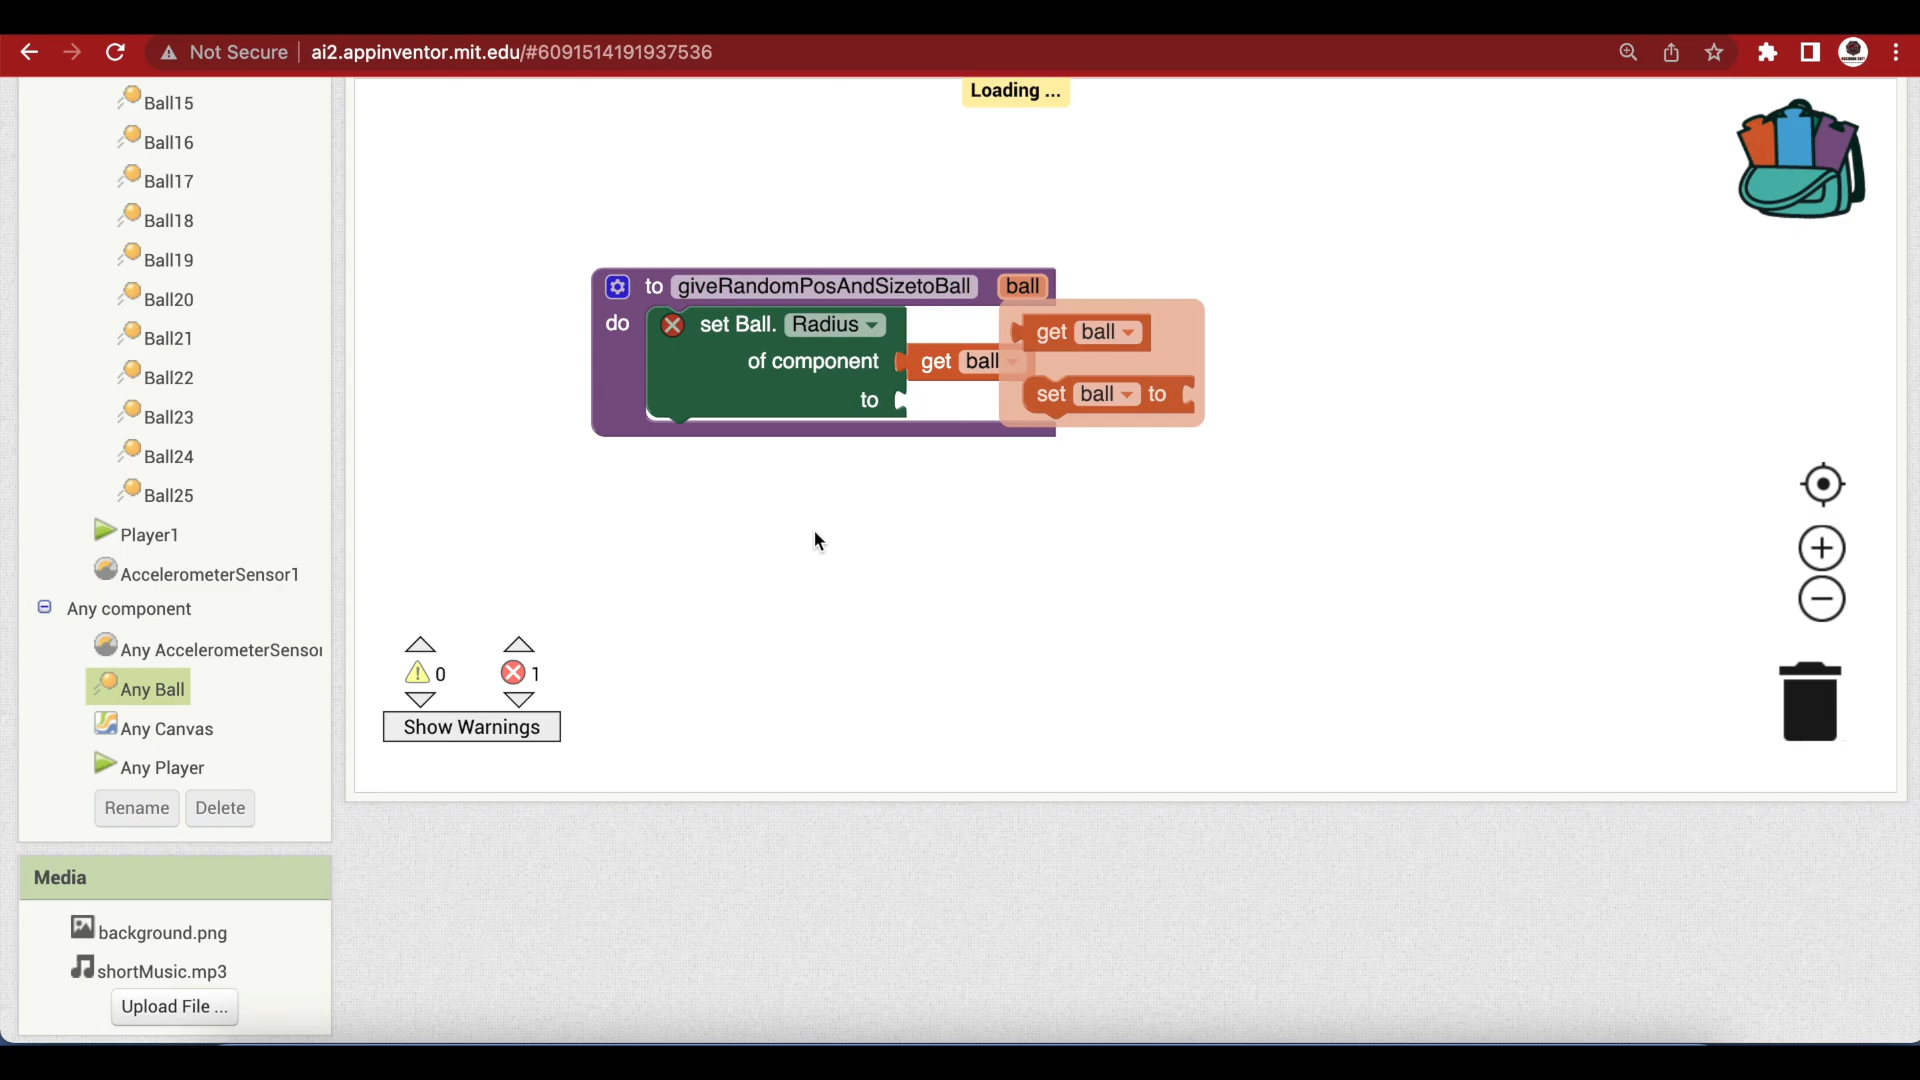 Not Secure ai2.appinventor.mit.edu/#6091514191937536
Loading ...
Ball15
Ball16
Ball17
Ball18
Ball19
Ball20
Ball21
Ball22
Ball23
Ball24
Ball25
Player1
AccelerometerSensor1
Any component
Any AccelerometerSensor
Any Ball
Any Canvas
Any Player
Rename Delete
Media
background.png
shortMusic.mp3
Upload File ...
to giveRandomPosAndSizetoBall ball
do set Ball. Radius
of component get ball
to
get ball
set ball to
0 1
Show Warnings